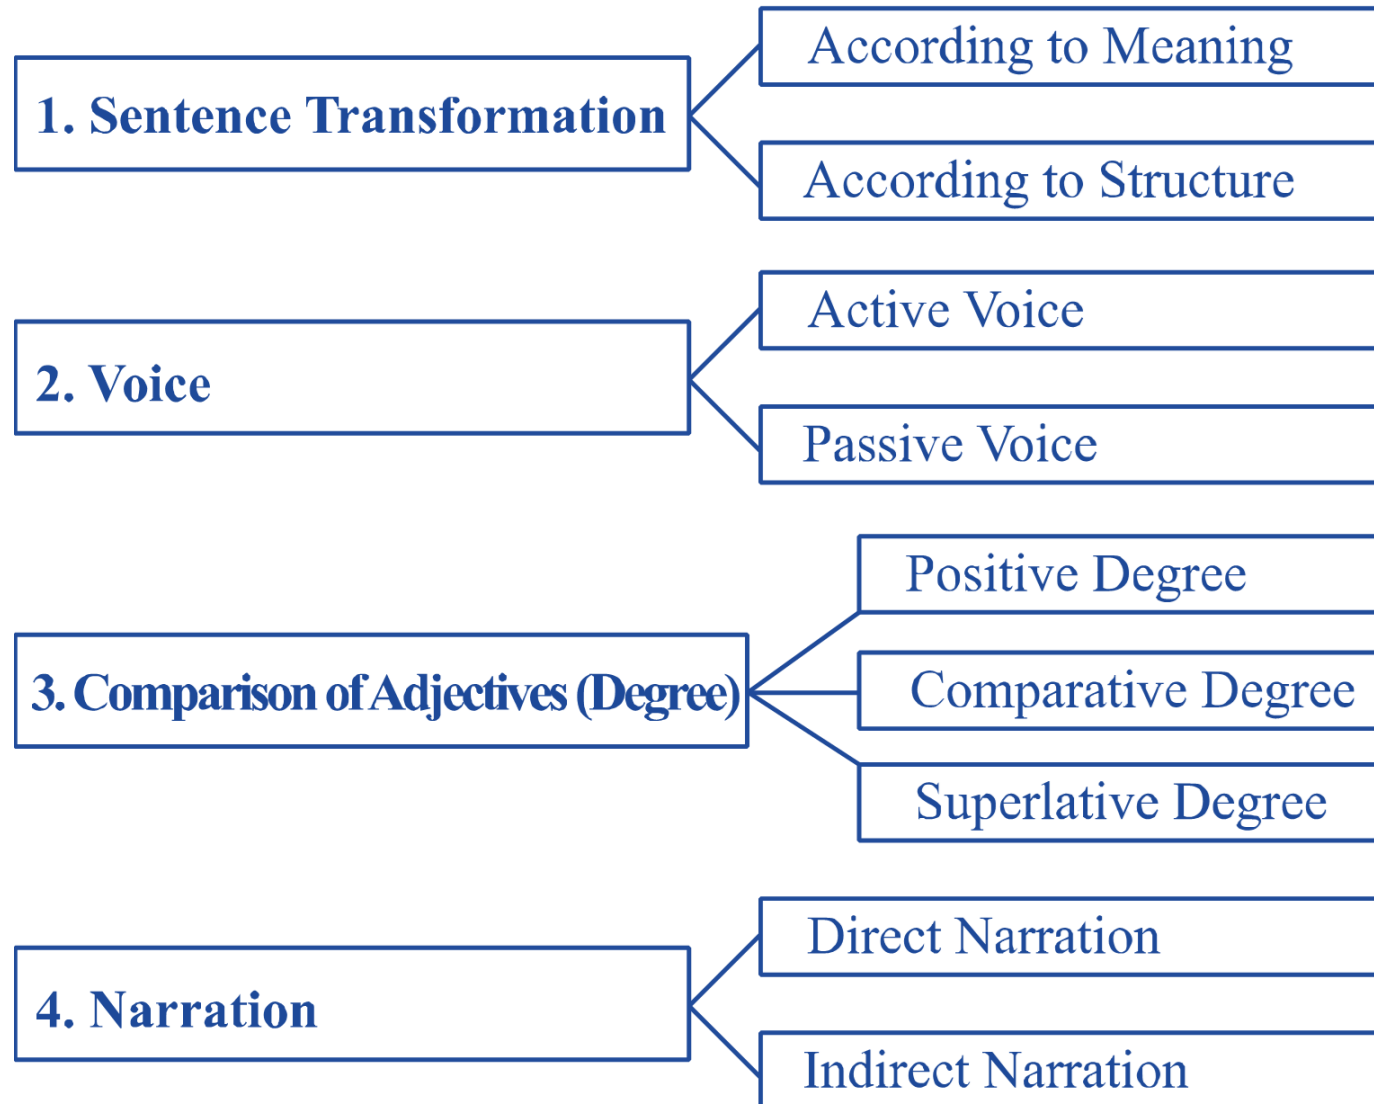 1. Sentence Transformation
According to Meaning
According to Structure
2. Voice
Active Voice
Passive Voice
3. Comparison of Adjectives (Degree)
Positive Degree
Comparative Degree
Superlative Degree
4. Narration
Direct Narration
Indirect Narration